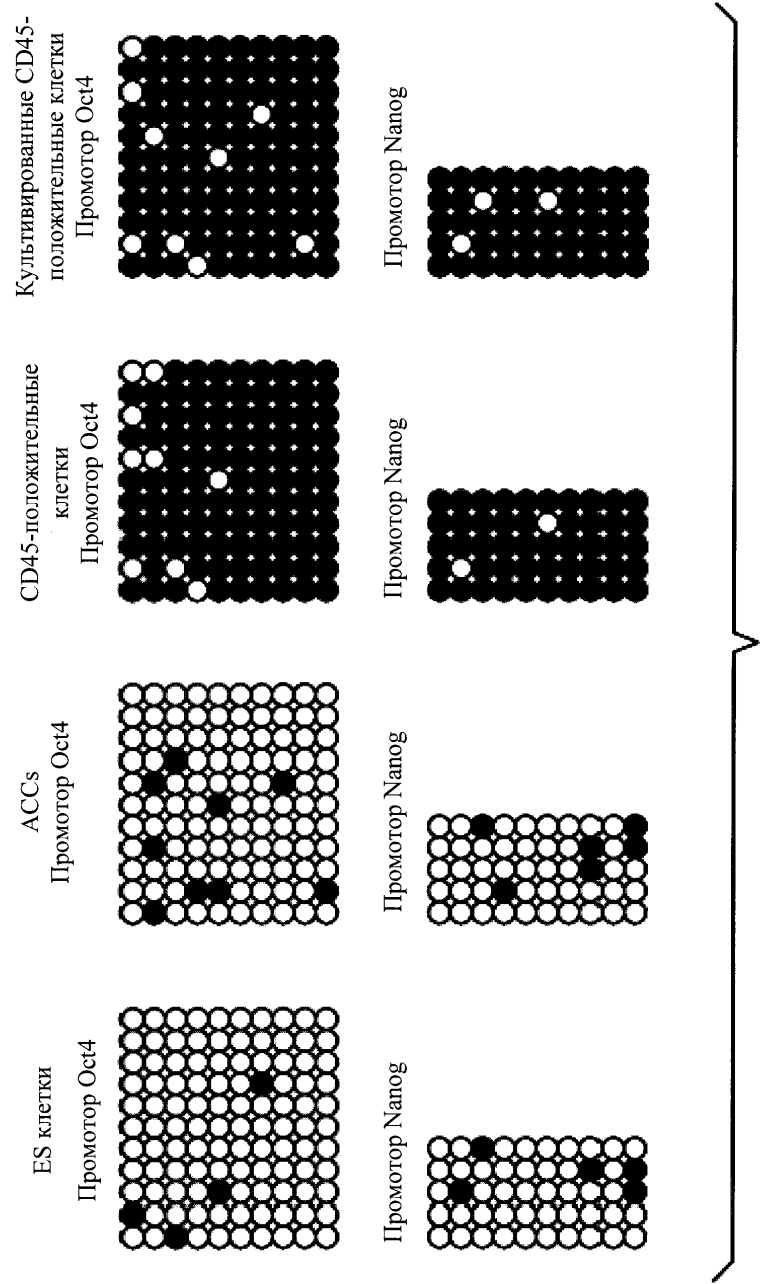 ES клетки
Промотор Oct4
Промотор Nanog
ACCs
Промотор Oct4
Промотор Nanog
CD45-положительные
клетки
Промотор Oct4
Промотор Nanog
Культивированные CD45-
положительные клетки
Промотор Oct4
Промотор Nanog